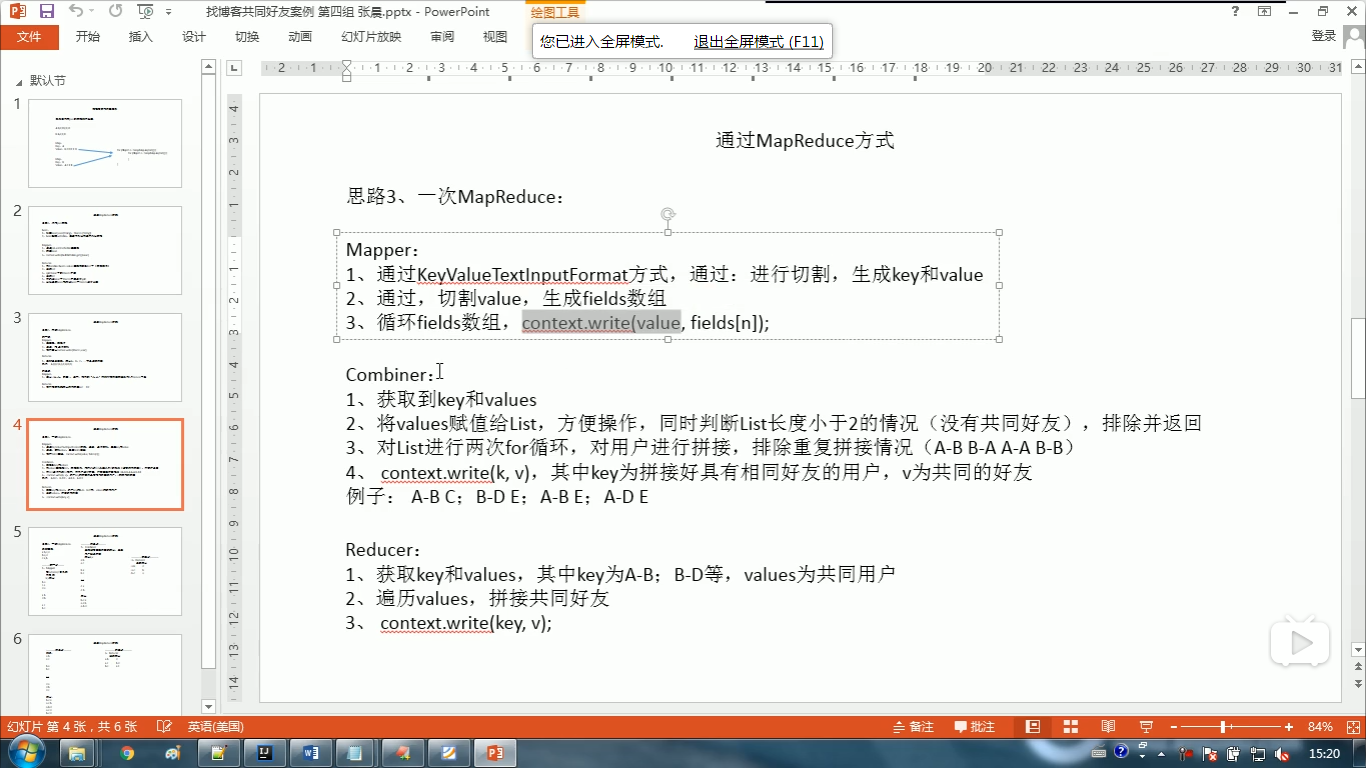 找博客共同好友案例 第四组 张晨.pptx - PowerPoint
绘图工具
文件
开始
插入
设计
切换
动画
幻灯片放映
审阅
视图
您已进入全屏模式.
退出全屏模式 (F11)
登录
默认节
1
2
3
4
5
6
通过MapReduce方式
思路3、一次MapReduce：
Mapper：
1、通过KeyValueTextInputFormat方式，通过：进行切割，生成key和value
2、通过，切割value，生成fields数组
3、循环fields数组，context.write(value, fields[n]);
Combiner：
1、获取到key和values
2、将values赋值给List，方便操作，同时判断List长度小于2的情况（没有共同好友），排除并返回
3、对List进行两次for循环，对用户进行拼接，排除重复拼接情况（A-B B-A A-A B-B）
4、 context.write(k, v)，其中key为拼接好具有相同好友的用户，v为共同的好友
例子： A-B C；B-D E；A-B E；A-D E
Reducer：
1、获取key和values，其中key为A-B；B-D等，values为共同用户
2、遍历values，拼接共同好友
3、 context.write(key, v);
幻灯片 第 4 张，共 6 张
英语(美国)
备注
批注
84%
15:20